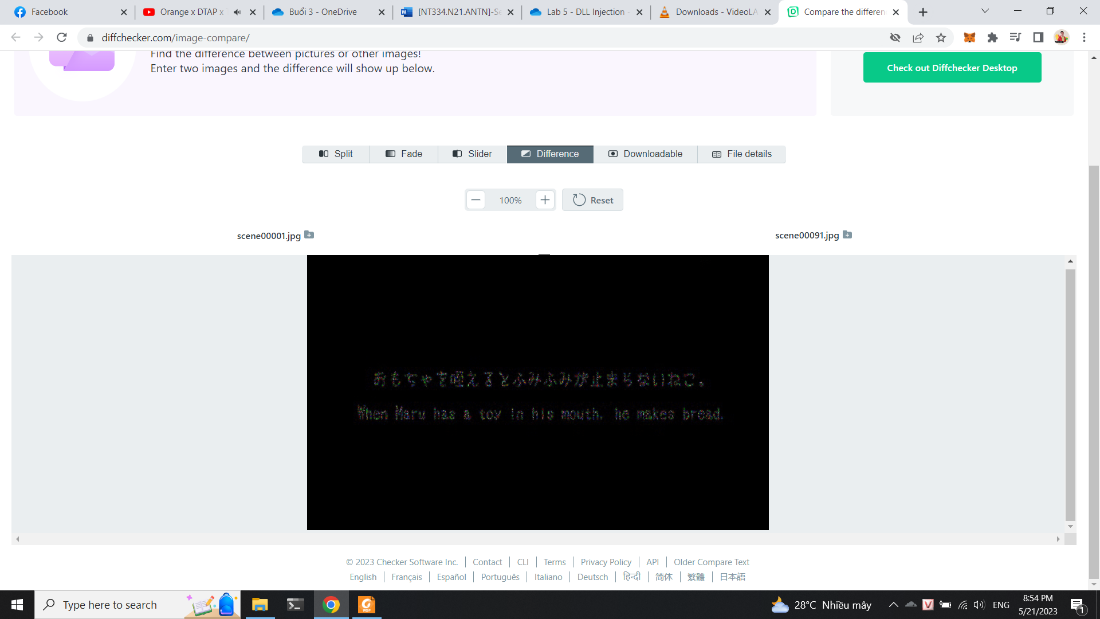 Facebook
Orange x DTAP x
Buổi 3 - OneDrive
[NT334.N21.ANTN]-Se
Lab 5 - DLL Injection
Downloads - VideoLA
Compare the differen
diffchecker.com/image-compare/
Find the difference between pictures or other images!
Enter two images and the difference will show up below.
Check out Diffchecker Desktop
Split
Fade
Slider
Difference
Downloadable
File details
100%
Reset
scene00001.jpg
scene00091.jpg
おもちゃを咥えるとふみふみが止まらないねこ。
When Maru has a toy in his mouth, he makes bread.
© 2023 Checker Software Inc. Contact CLI Terms Privacy Policy API Older Compare Text
English Français Español Português Italiano Deutsch हिन्दी 简体 繁體 日本語
Type here to search
28°C Nhiều mây
ENG
8:54 PM
5/21/2023
1